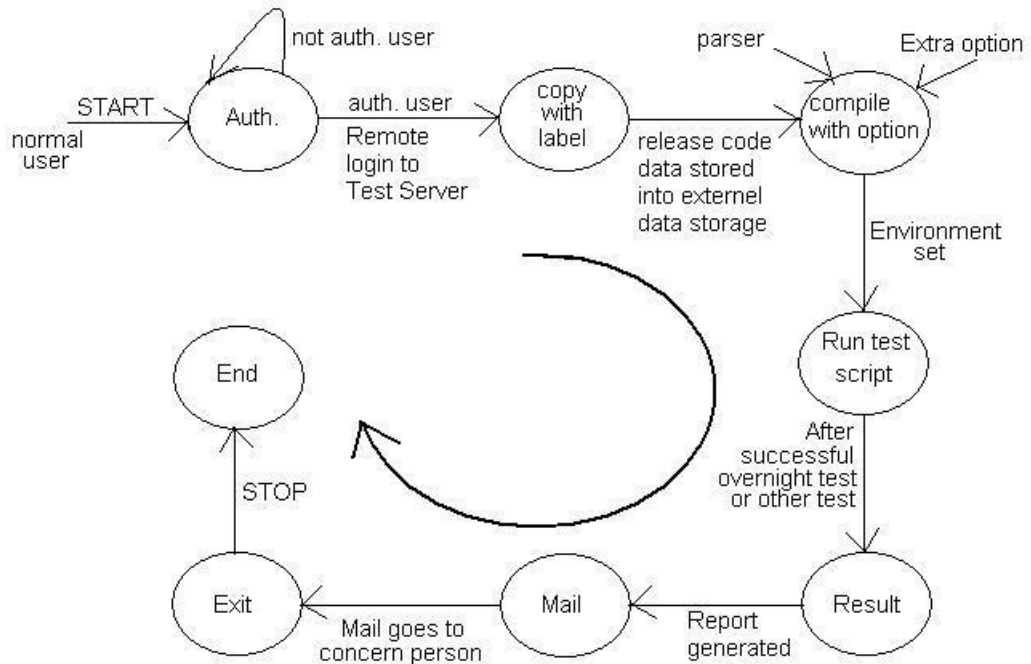 not auth. user
START
normal
user
Auth.
auth. user
Remote
login to
Test Server
copy
with
label
release code
data stored
into externel
data storage
parser
Extra option
compile
with option
Environment
set
Run test
script
After
successful
overnight test
or other test
Result
Report
generated
Mail
Mail goes to
concern person
Exit
STOP
End